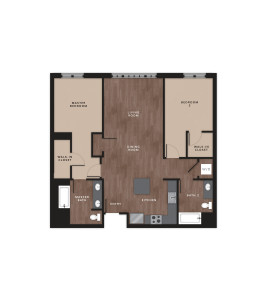 MASTER
BEDROOM
LIVING
ROOM
BEDROOM
2
DINING
ROOM
WALK IN
CLOSET
WALK IN
CLOSET
W/D
MASTER
BATH
BATH 2
KITCHEN